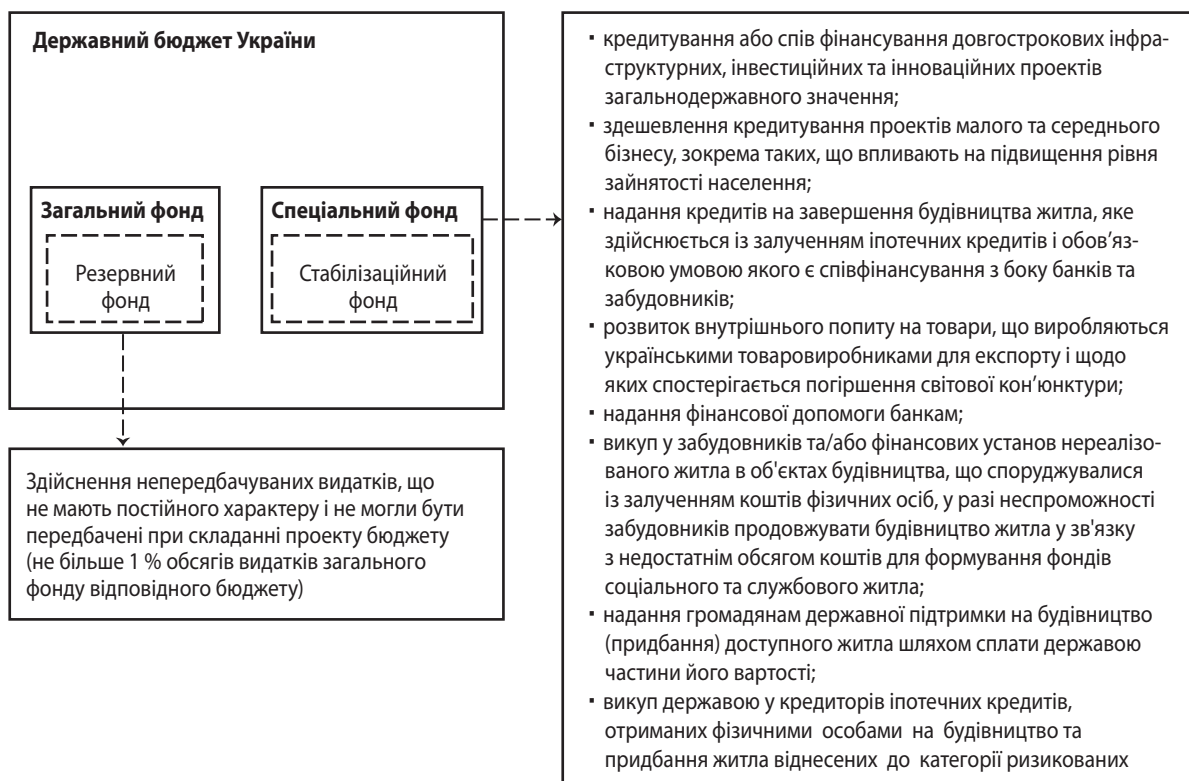 Державний бюджет України
Загальний фонд
Резервний
фонд
Спеціальний фонд
Стабілізаційний
фонд
Здійснення непередбачуваних видатків, що
не мають постійного характеру і не могли бути
передбачені при складанні проекту бюджету
(не більше 1 % обсягів видатків загального
фонду відповідного бюджету)
· кредитування або спів фінансування довгострокових інфра-
структурних, інвестиційних та інноваційних проектів
загальнодержавного значення;
· здешевлення кредитування проектів малого та середнього
бізнесу, зокрема таких, що впливають на підвищення рівня
зайнятості населення;
· надання кредитів на завершення будівництва житла, яке
здійснюється із залученням іпотечних кредитів і обов’яз-
ковою умовою якого є співфінансування з боку банків та
забудовників;
· розвиток внутрішнього попиту на товари, що виробляються
українськими товаровиробниками для експорту і щодо
яких спостерігається погіршення світової кон’юнктури;
· надання фінансової допомоги банкам;
· викуп у забудовників та/або фінансових установ нереалізо-
ваного житла в об'єктах будівництва, що споруджувалися
із залученням коштів фізичних осіб, у разі неспроможності
забудовників продовжувати будівництво житла у зв'язку
з недостатнім обсягом коштів для формування фондів
соціального та службового житла;
· надання громадянам державної підтримки на будівництво
(придбання) доступного житла шляхом сплати державою
частини його вартості;
· викуп державою у кредиторів іпотечних кредитів,
отриманих фізичними особами на будівництво та
придбання житла віднесених до категорії ризикованих